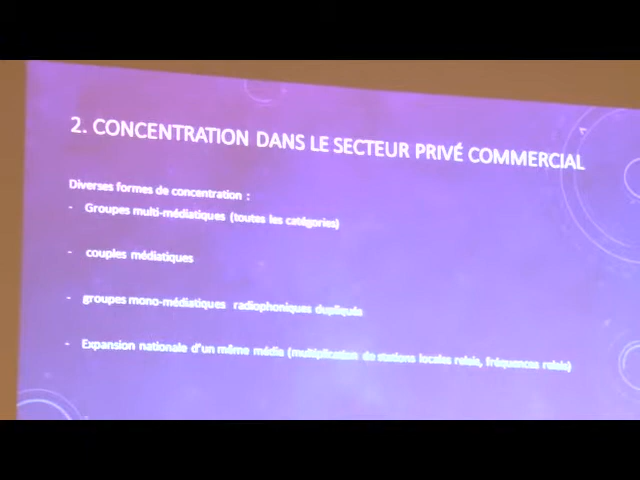 2. CONCENTRATION DANS LE SECTEUR PRIVÉ COMMERCIAL
Diverses formes de concentration :
- Groupes multi-médiatiques (toutes les catégories)
- couples médiatiques
- groupes mono-médiatiques radiophoniques dupliqués
- Expansion nationale d'un même média (multiplication de stations locales relais, fréquences relais)